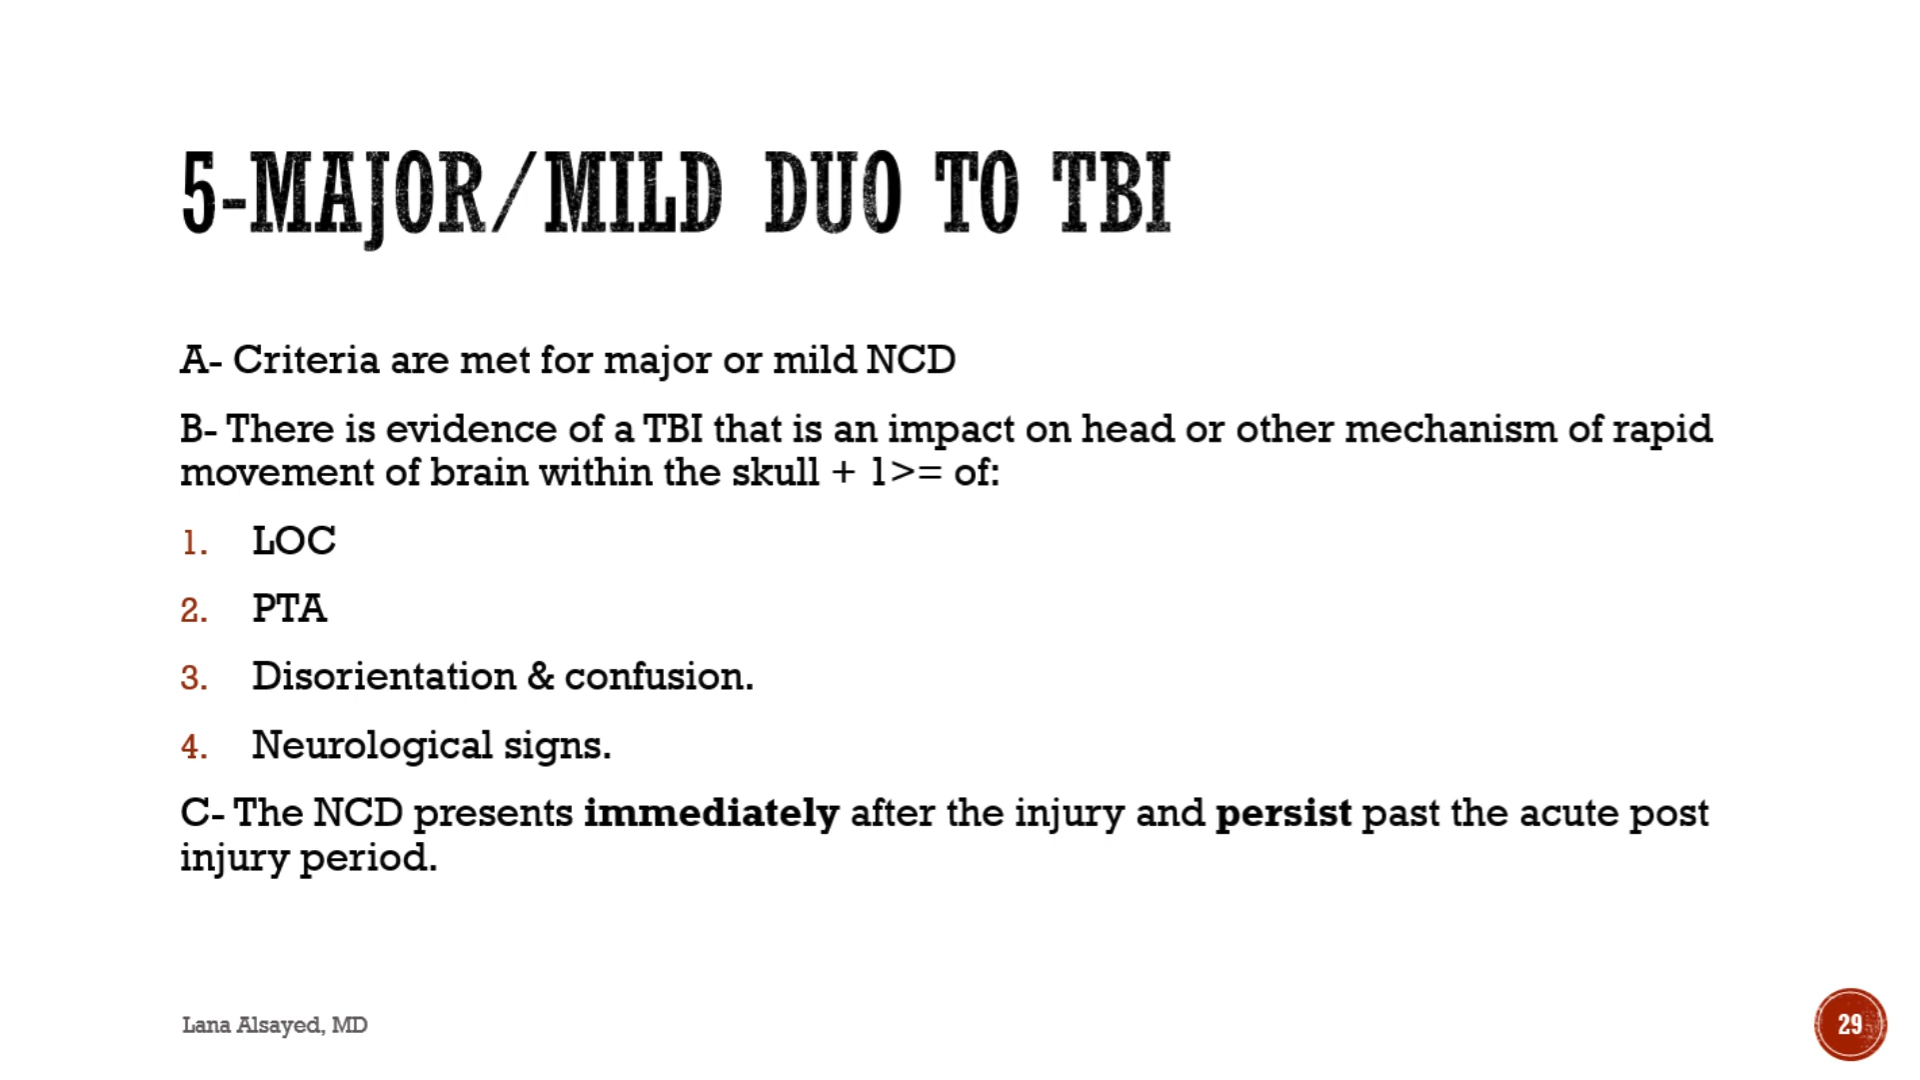 5-MAJOR/MILD DUO TO TBI
A- Criteria are met for major or mild NCD
B- There is evidence of a TBI that is an impact on head or other mechanism of rapid
movement of brain within the skull + 1>= of:
1. LOC
2. PTA
3. Disorientation & confusion.
4. Neurological signs.
C- The NCD presents immediately after the injury and persist past the acute post
injury period.
Lana Alsayed, MD
29